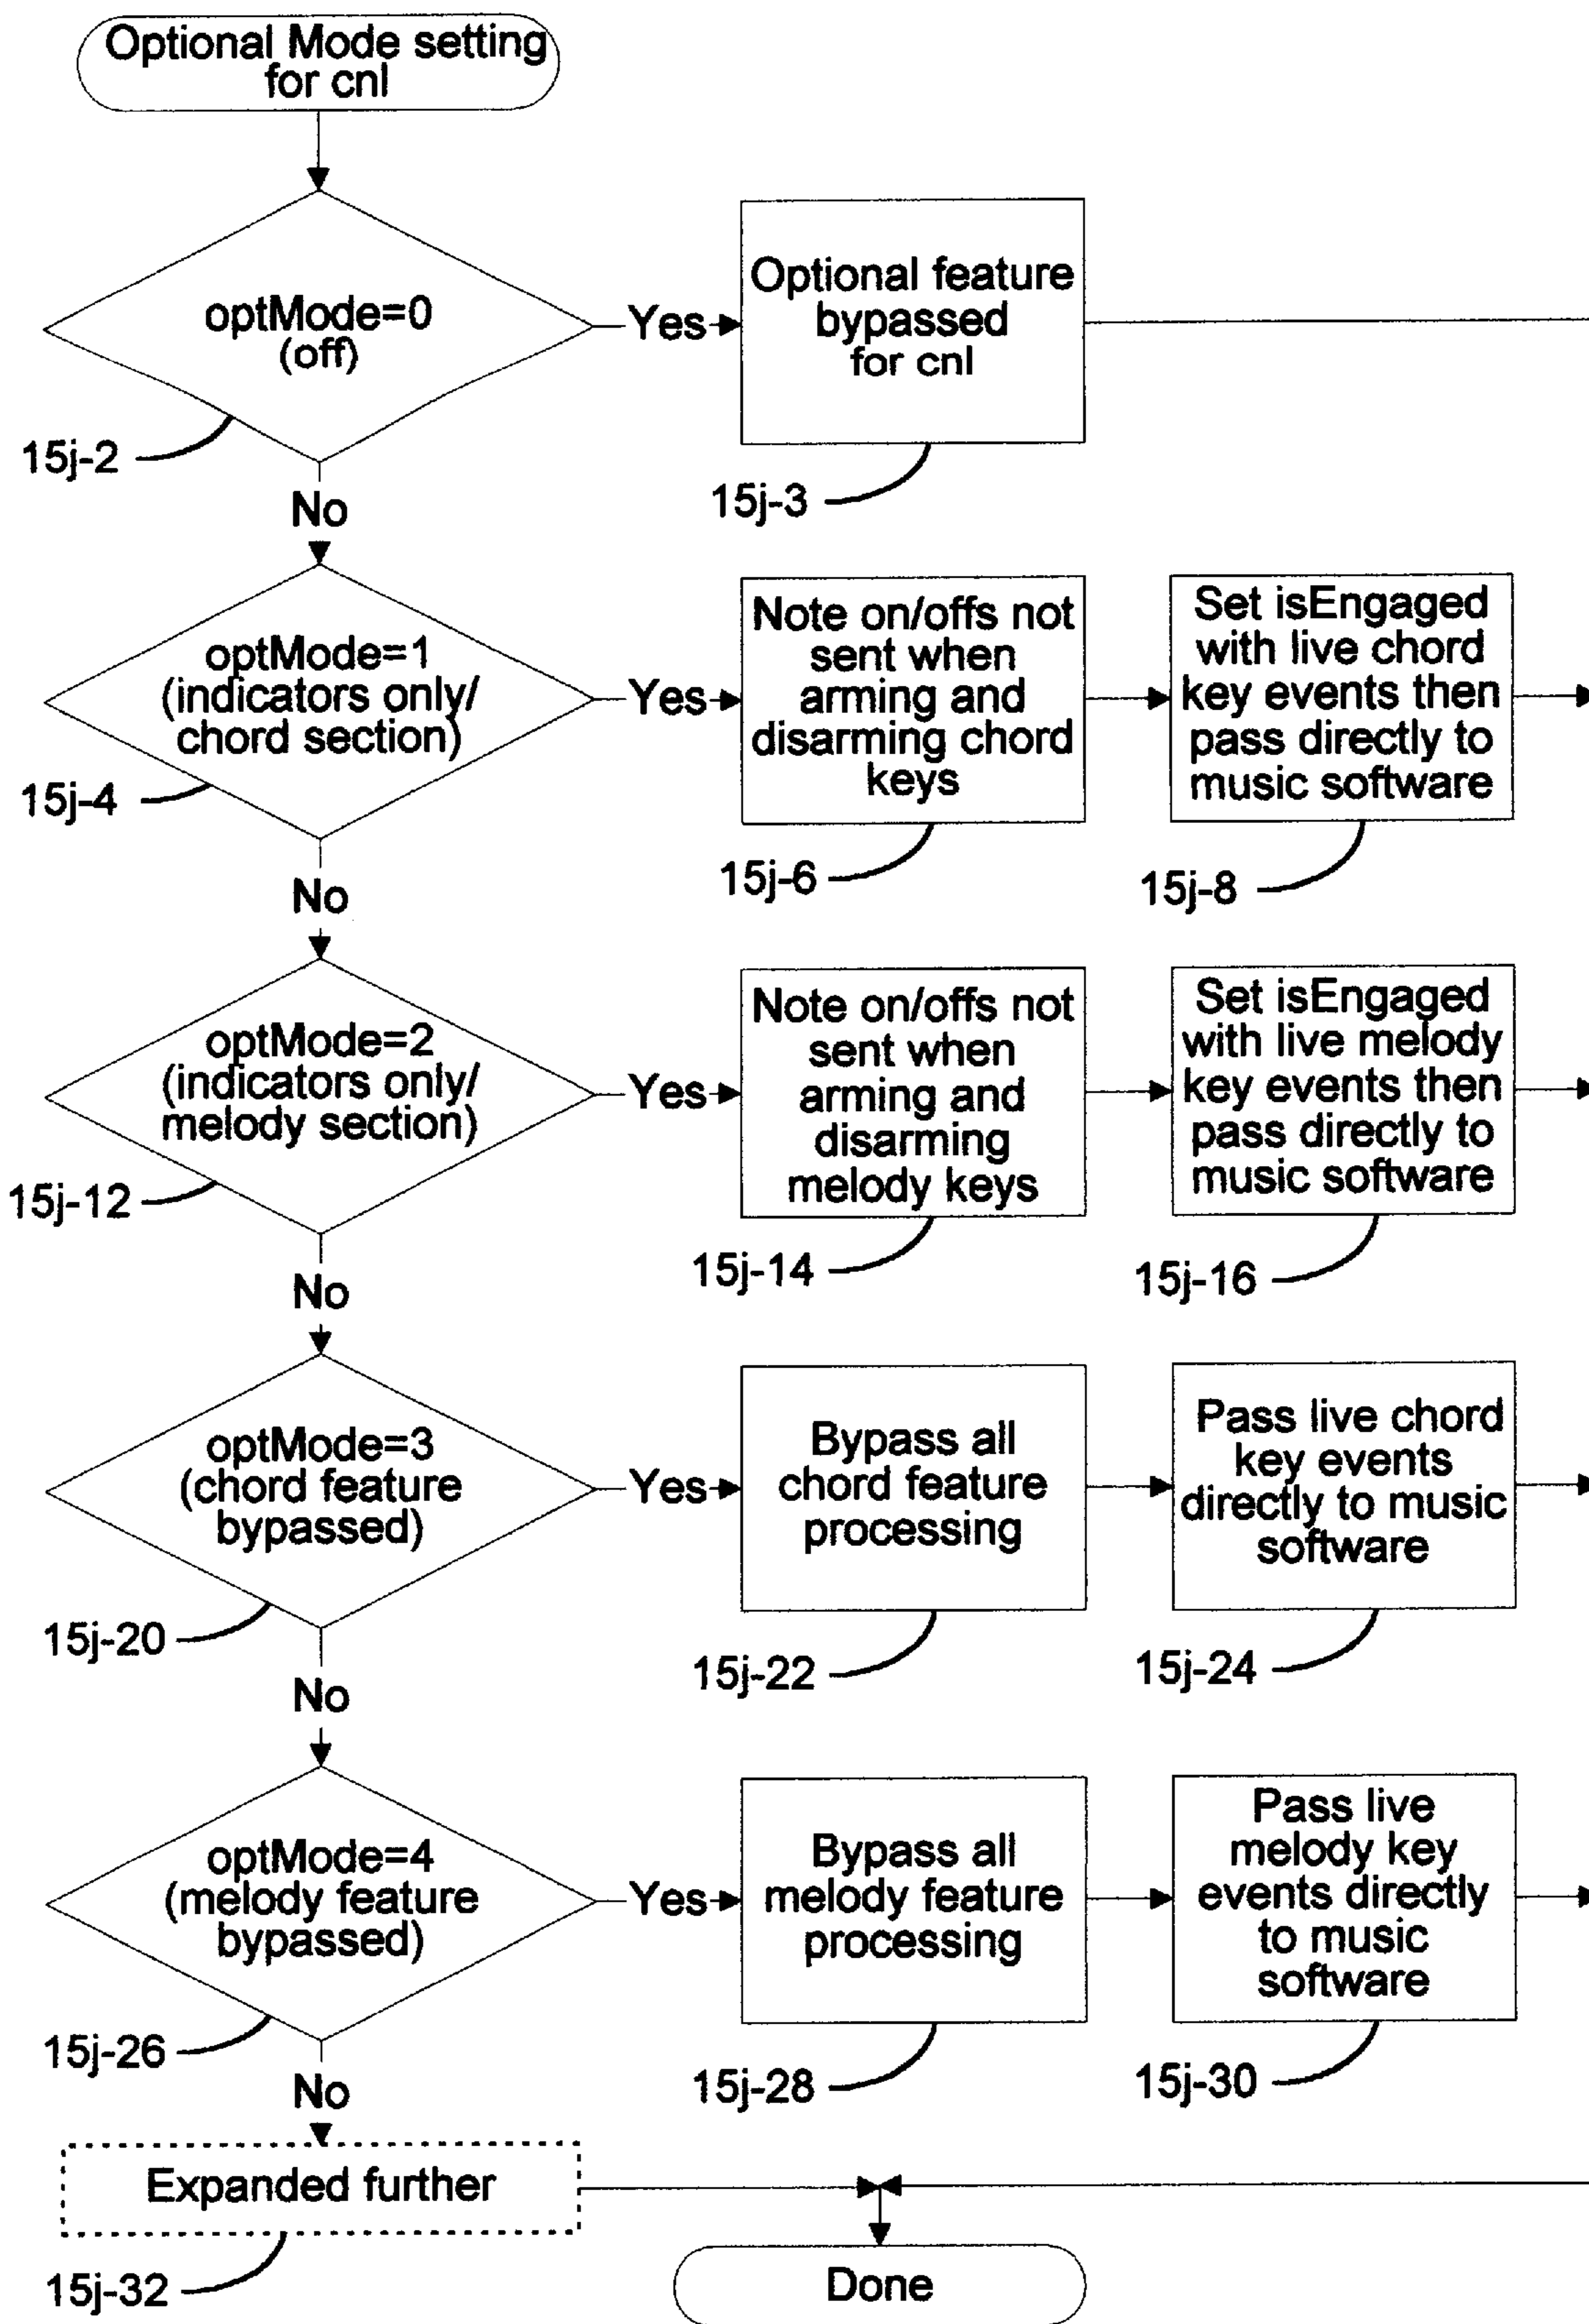 Optional Mode setting
for cnl
optMode=0
(off)
Yes
Optional feature
bypassed
for cnl
15j-2
15j-3
No
optMode=1
(indicators only/
chord section)
Yes
Note on/offs not
sent when
arming and
disarming chord
keys
Set isEngaged
with live chord
key events then
pass directly to
music software
15j-4
15j-6
15j-8
No
optMode=2
(indicators only/
melody section)
Yes
Note on/offs not
sent when
arming and
disarming
melody keys
Set isEngaged
with live melody
key events then
pass directly to
music software
15j-12
15j-14
15j-16
No
optMode=3
(chord feature
bypassed)
Yes
Bypass all
chord feature
processing
Pass live chord
key events
directly to music
software
15j-20
15j-22
15j-24
No
optMode=4
(melody feature
bypassed)
Yes
Bypass all
melody feature
processing
Pass live
melody key
events directly
to music
software
15j-26
15j-28
15j-30
No
Expanded further
15j-32
Done